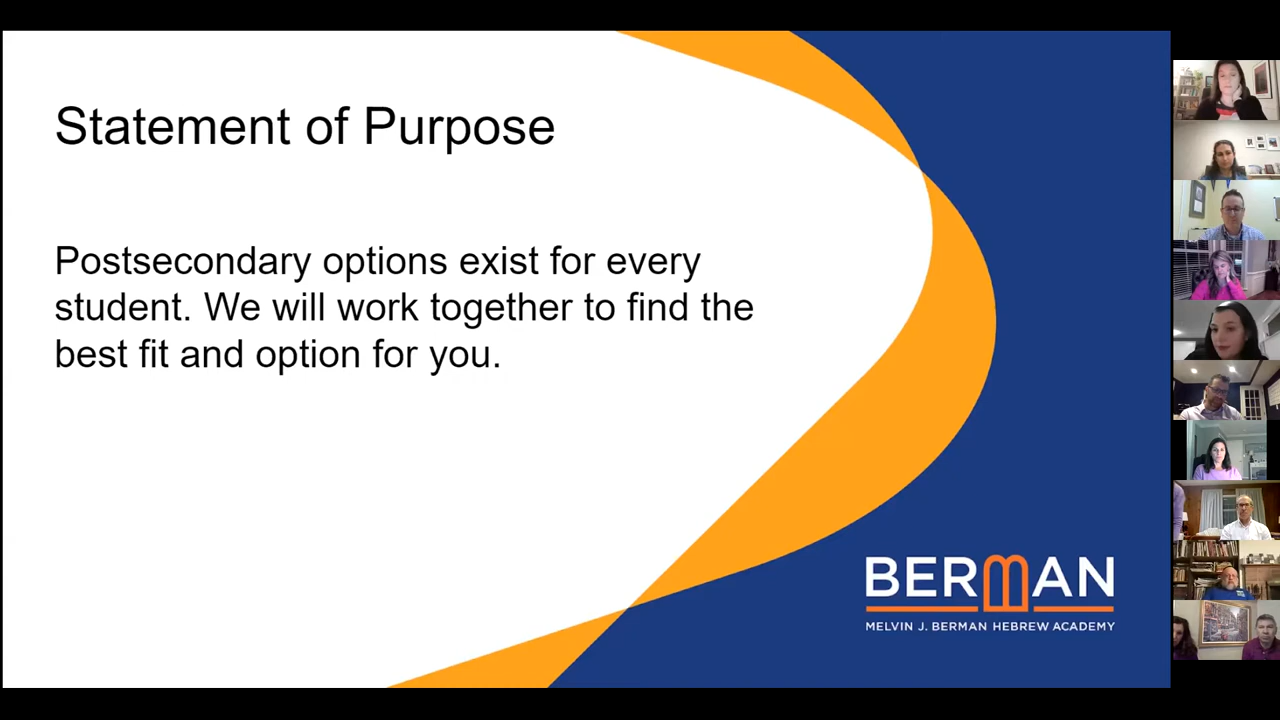 Statement of Purpose
Postsecondary options exist for every
student. We will work together to find the
best fit and option for you.
BERMAN
MELVIN J. BERMAN HEBREW ACADEMY